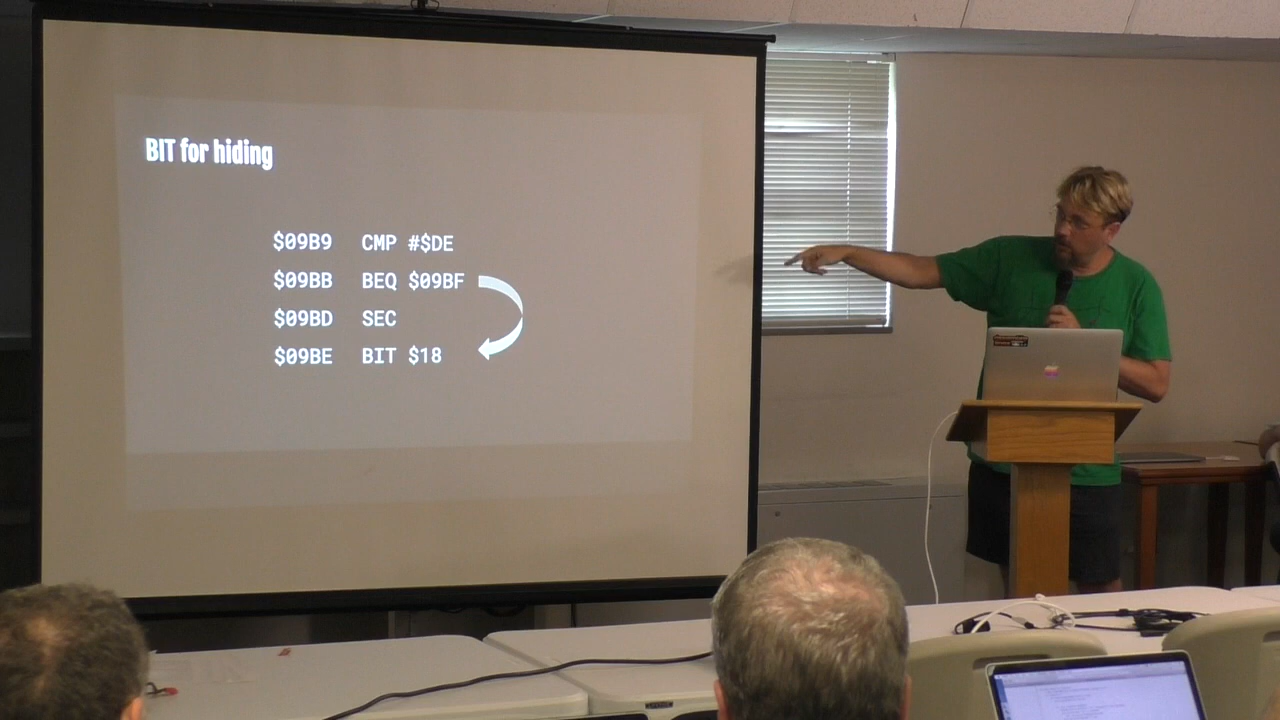 BIT for hiding
$09B9 CMP #$DE
$09BB BEQ $09BF
$09BD SEC
$09BE BIT $18